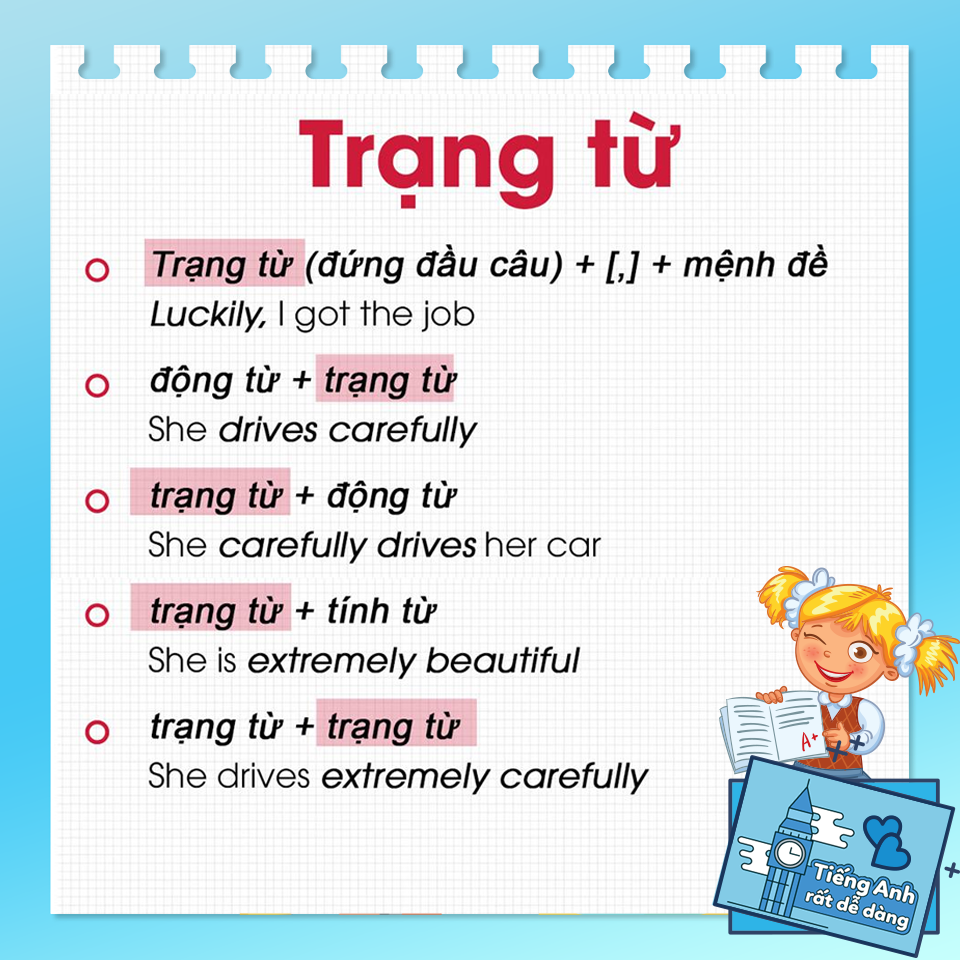 Trạng từ
Trạng từ (đứng đầu câu) + [,] + mệnh đề
Luckily, I got the job
động từ + trạng từ
She drives carefully
trạng từ + động từ
She carefully drives her car
trạng từ + tính từ
She is extremely beautiful
trạng từ + trạng từ
She drives extremely carefully
A+
Tiếng Anh
rất dễ dàng